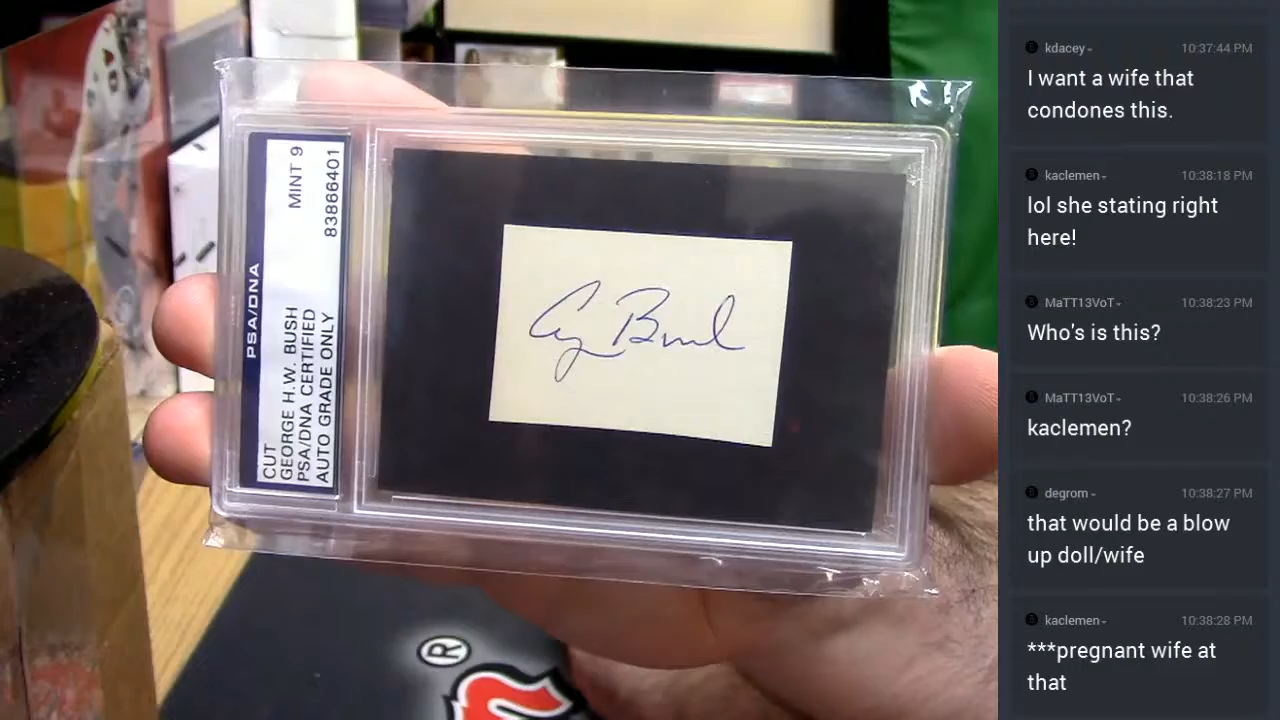 PSA/DNA
CUT
GEORGE H.W. BUSH
PSA/DNA CERTIFIED
AUTO GRADE ONLY
MINT 9
83866401
Bush
®
kdacey- 10:37:44 PM
I want a wife that
condones this.
kaclemen- 10:38:18 PM
lol she stating right
here!
MaTT13VoT- 10:38:23 PM
Who's is this?
MaTT13VoT- 10:38:26 PM
kaclemen?
degrom - 10:38:27 PM
that would be a blow
up doll/wife
kaclemen- 10:38:28 PM
***pregnant wife at
that